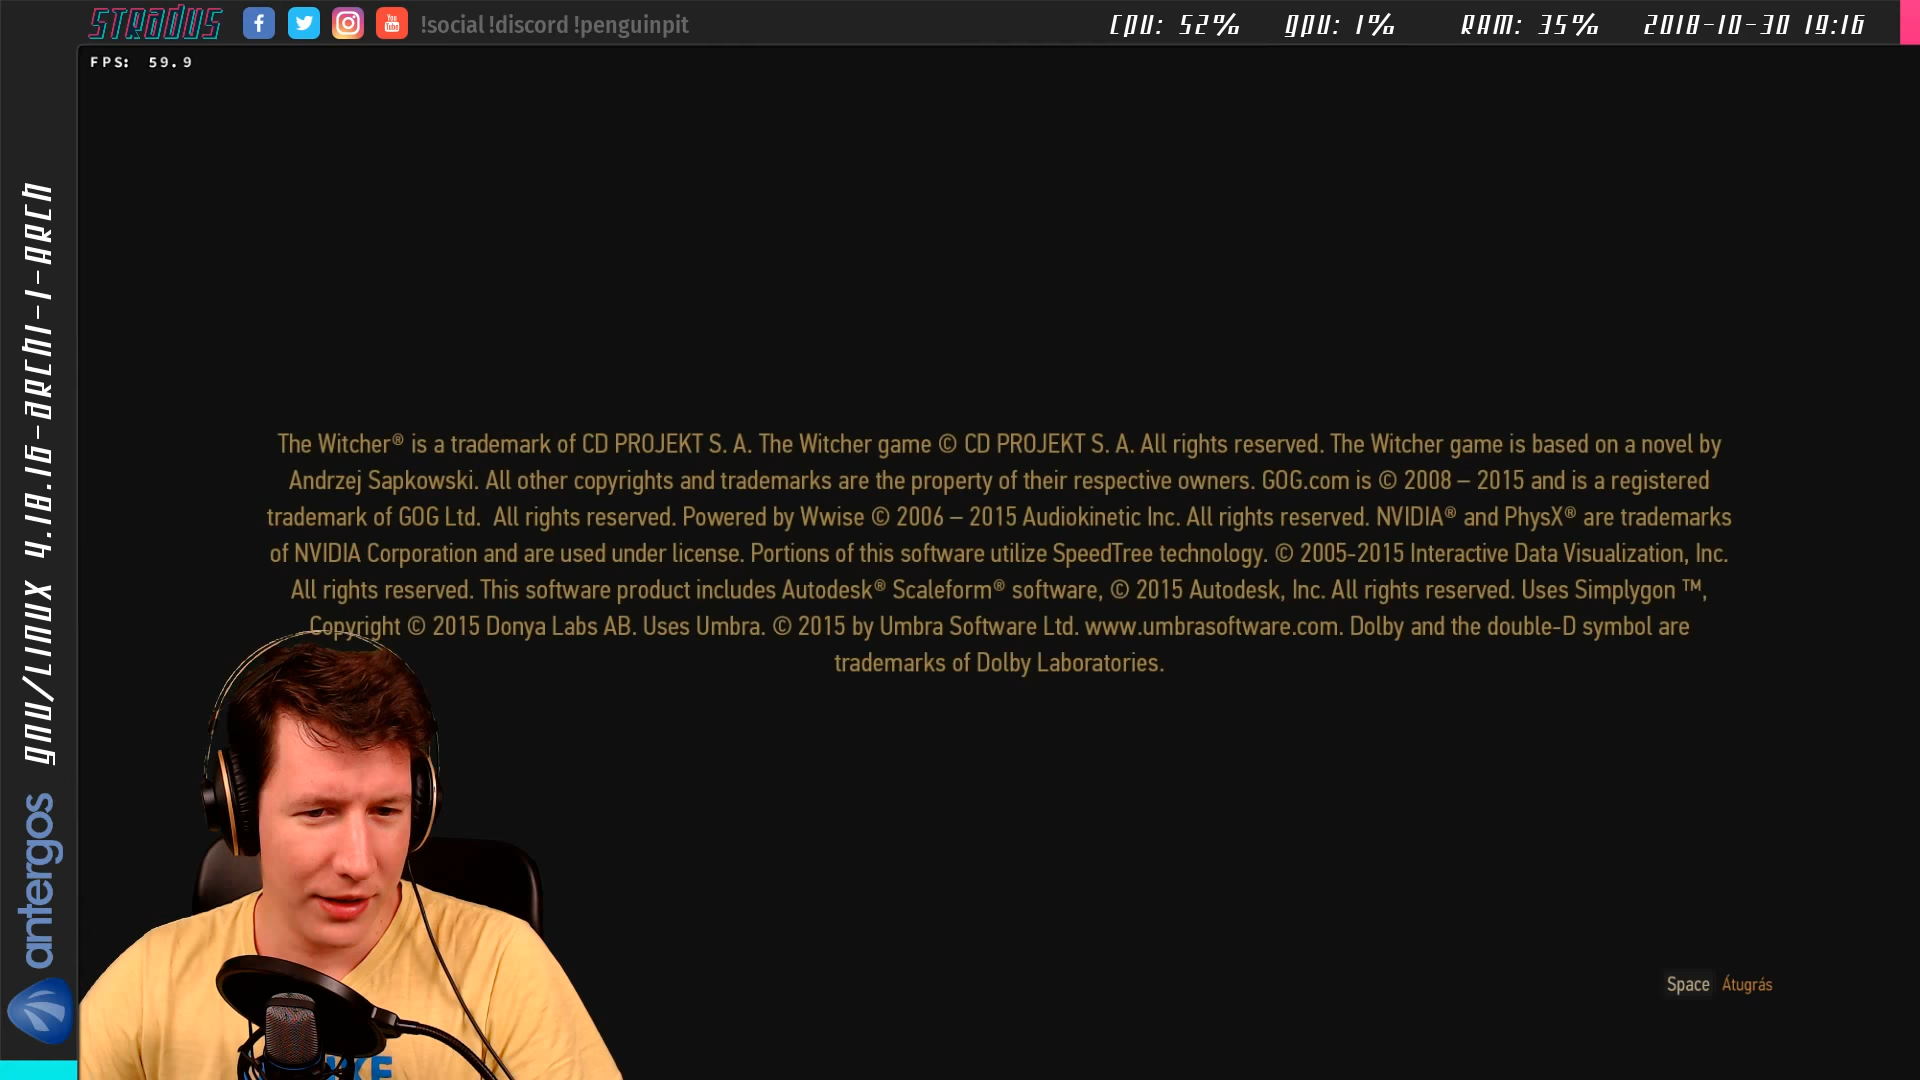 STRADUS
!social !discord !penguinpit
CPU: 52%
GPU: 1%
RAM: 35%
2018-10-30 19:16
FPS: 59.9
The Witcher® is a trademark of CD PROJEKT S. A. The Witcher game © CD PROJEKT S. A. All rights reserved. The Witcher game is based on a novel by
Andrzej Sapkowski. All other copyrights and trademarks are the property of their respective owners. GOG.com is © 2008 – 2015 and is a registered
trademark of GOG Ltd. All rights reserved. Powered by Wwise © 2006 – 2015 Audiokinetic Inc. All rights reserved. NVIDIA® and PhysX® are trademarks
of NVIDIA Corporation and are used under license. Portions of this software utilize SpeedTree technology. © 2005-2015 Interactive Data Visualization, Inc.
All rights reserved. This software product includes Autodesk® Scaleform® software, © 2015 Autodesk, Inc. All rights reserved. Uses Simplygon ™,
Copyright © 2015 Donya Labs AB. Uses Umbra. © 2015 by Umbra Software Ltd. www.umbrasoftware.com. Dolby and the double-D symbol are
trademarks of Dolby Laboratories.
Space Átugrás
antergos GNU/LINUX 4.18.16-ARCH1-1-ARCH